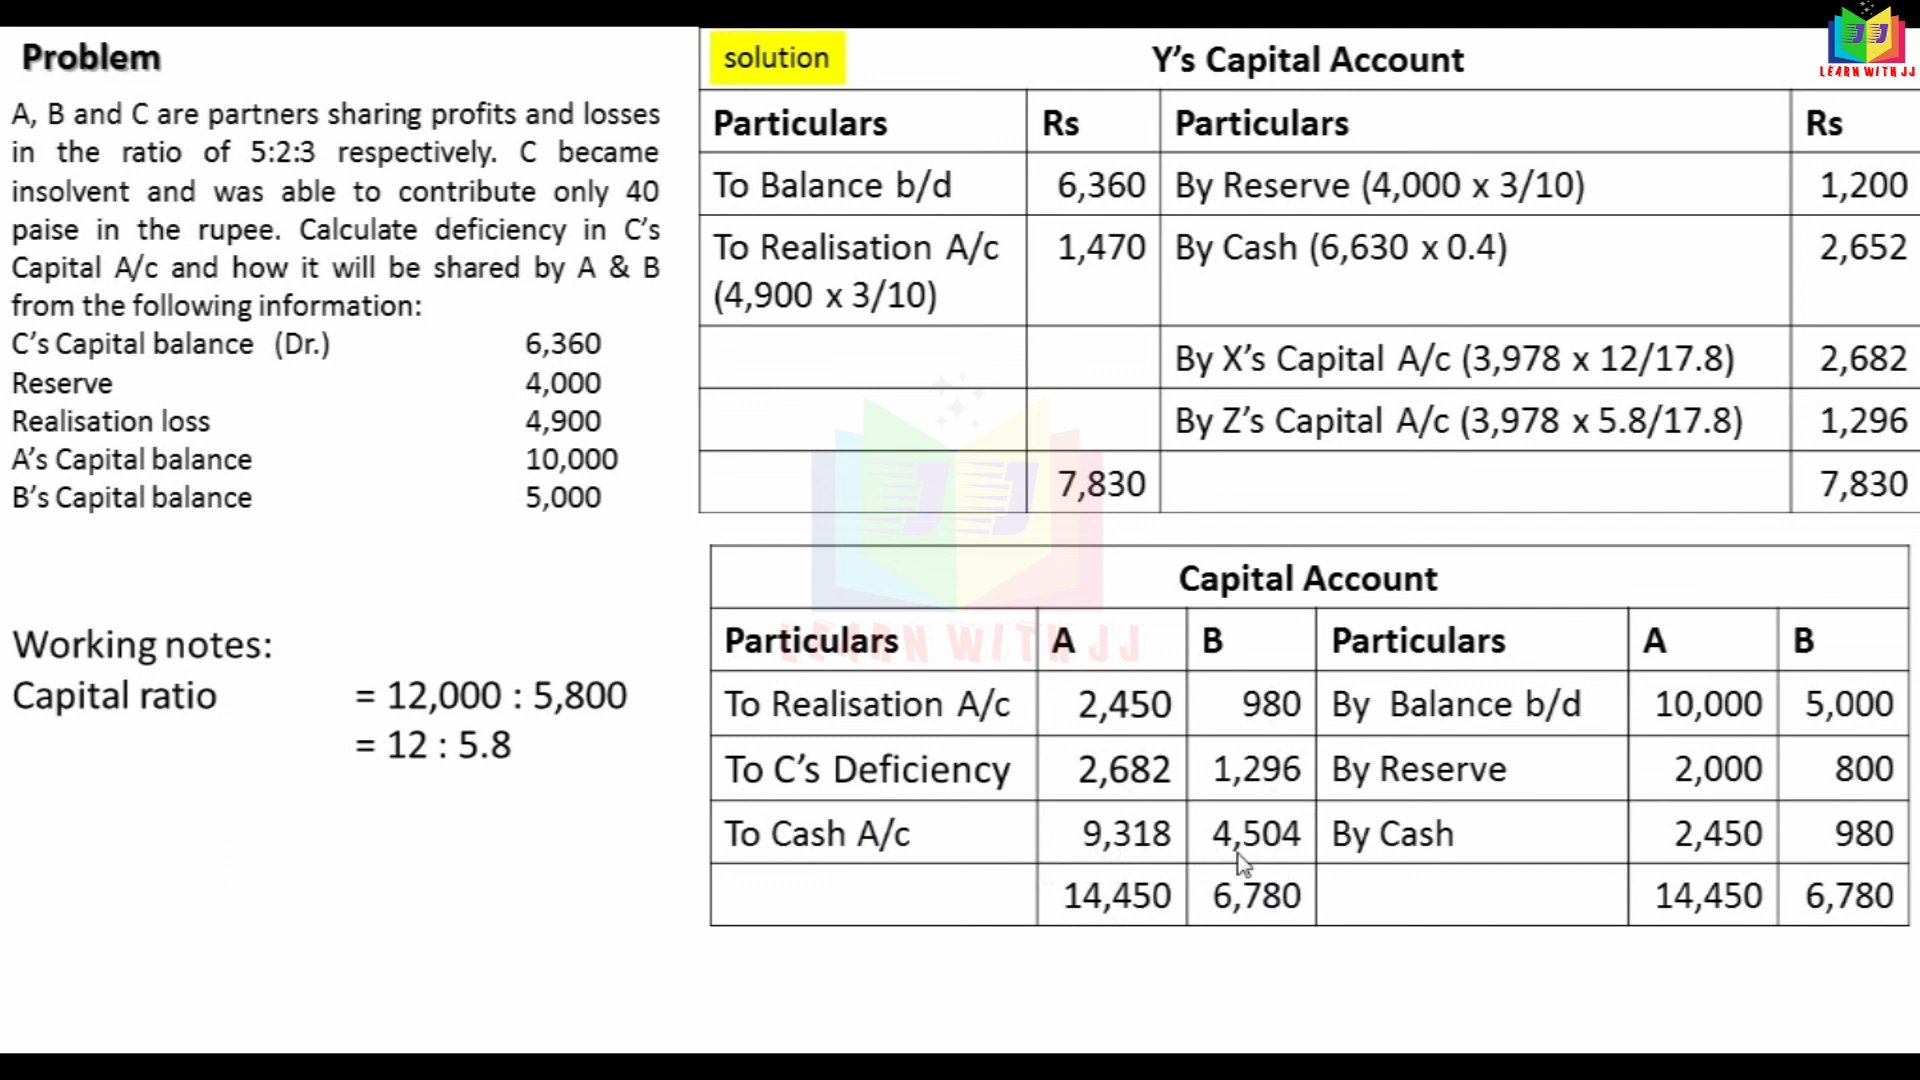 Problem
A, B and C are partners sharing profits and losses
in the ratio of 5:2:3 respectively. C became
insolvent and was able to contribute only 40
paise in the rupee. Calculate deficiency in C's
Capital A/c and how it will be shared by A & B
from the following information:
C's Capital balance (Dr.) 6,360
Reserve 4,000
Realisation loss 4,900
A's Capital balance 10,000
B's Capital balance 5,000
Working notes:
Capital ratio = 12,000 : 5,800
= 12 : 5.8
solution
Y's Capital Account
Particulars Rs Particulars Rs
To Balance b/d 6,360 By Reserve (4,000 x 3/10) 1,200
To Realisation A/c 1,470 By Cash (6,630 x 0.4) 2,652
(4,900 x 3/10)
By X's Capital A/c (3,978 x 12/17.8) 2,682
By Z's Capital A/c (3,978 x 5.8/17.8) 1,296
7,830 7,830
Capital Account
Particulars A B Particulars A B
To Realisation A/c 2,450 980 By Balance b/d 10,000 5,000
To C's Deficiency 2,682 1,296 By Reserve 2,000 800
To Cash A/c 9,318 4,504 By Cash 2,450 980
14,450 6,780 14,450 6,780
JJ
LEARN WITH JJ
JJ
LEARN WITH JJ